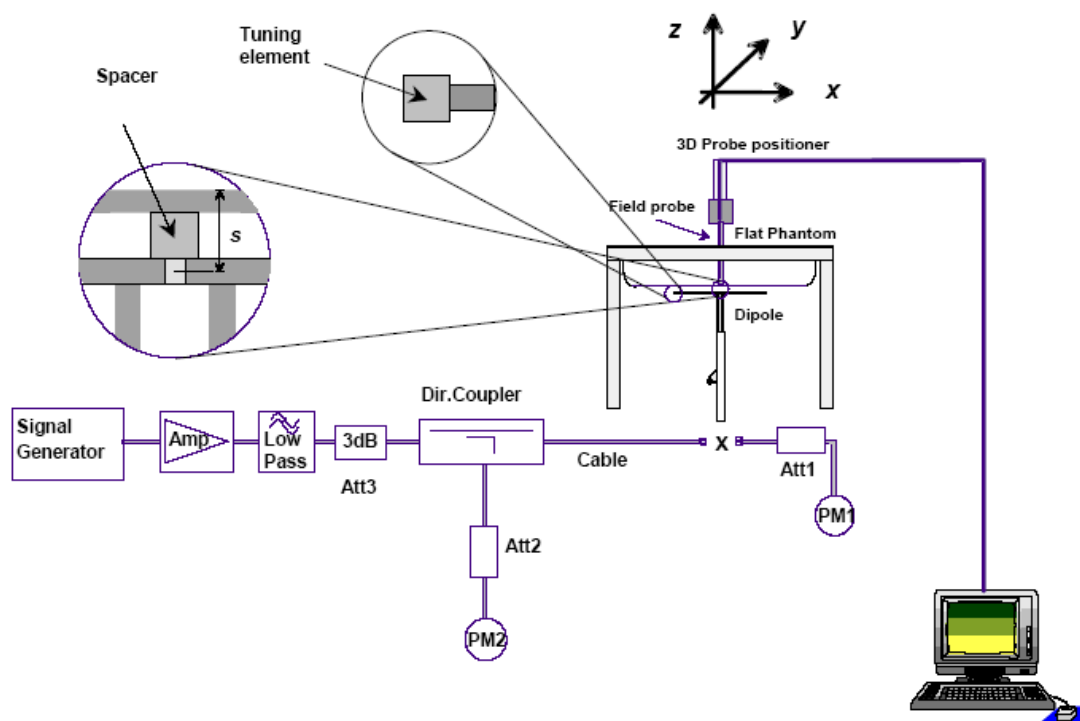 Tuning
element
Spacer
z
y
x
3D Probe positioner
Field probe
Flat Phantom
s
Dipole
Dir.Coupler
Signal
Generator
Amp
Low
Pass
3dB
Att3
Cable
X
Att1
PM1
Att2
PM2